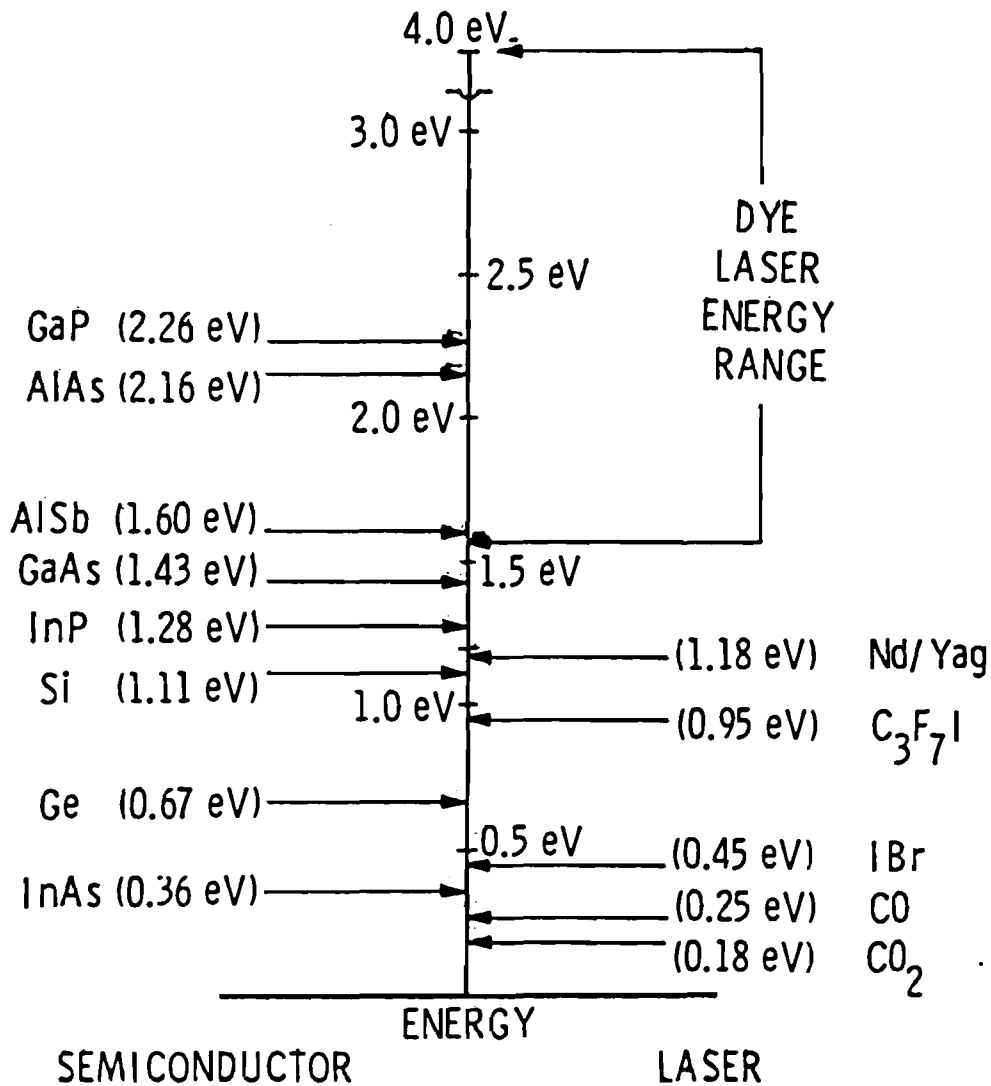 4.0 eV
3.0 eV
DYE
LASER
ENERGY
RANGE
2.5 eV
GaP (2.26 eV)
AlAs (2.16 eV)
2.0 eV
AlSb (1.60 eV)
GaAs (1.43 eV)
1.5 eV
InP (1.28 eV)
(1.18 eV) Nd/Yag
Si (1.11 eV)
1.0 eV
(0.95 eV) C₃F₇I
Ge (0.67 eV)
0.5 eV
(0.45 eV) IBr
InAs (0.36 eV)
(0.25 eV) CO
(0.18 eV) CO₂
ENERGY
SEMICONDUCTOR LASER